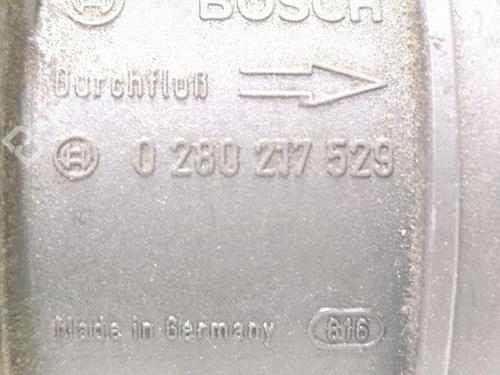 BOSCH
Durchfluß
0 280 217 529
Made in Germany 816